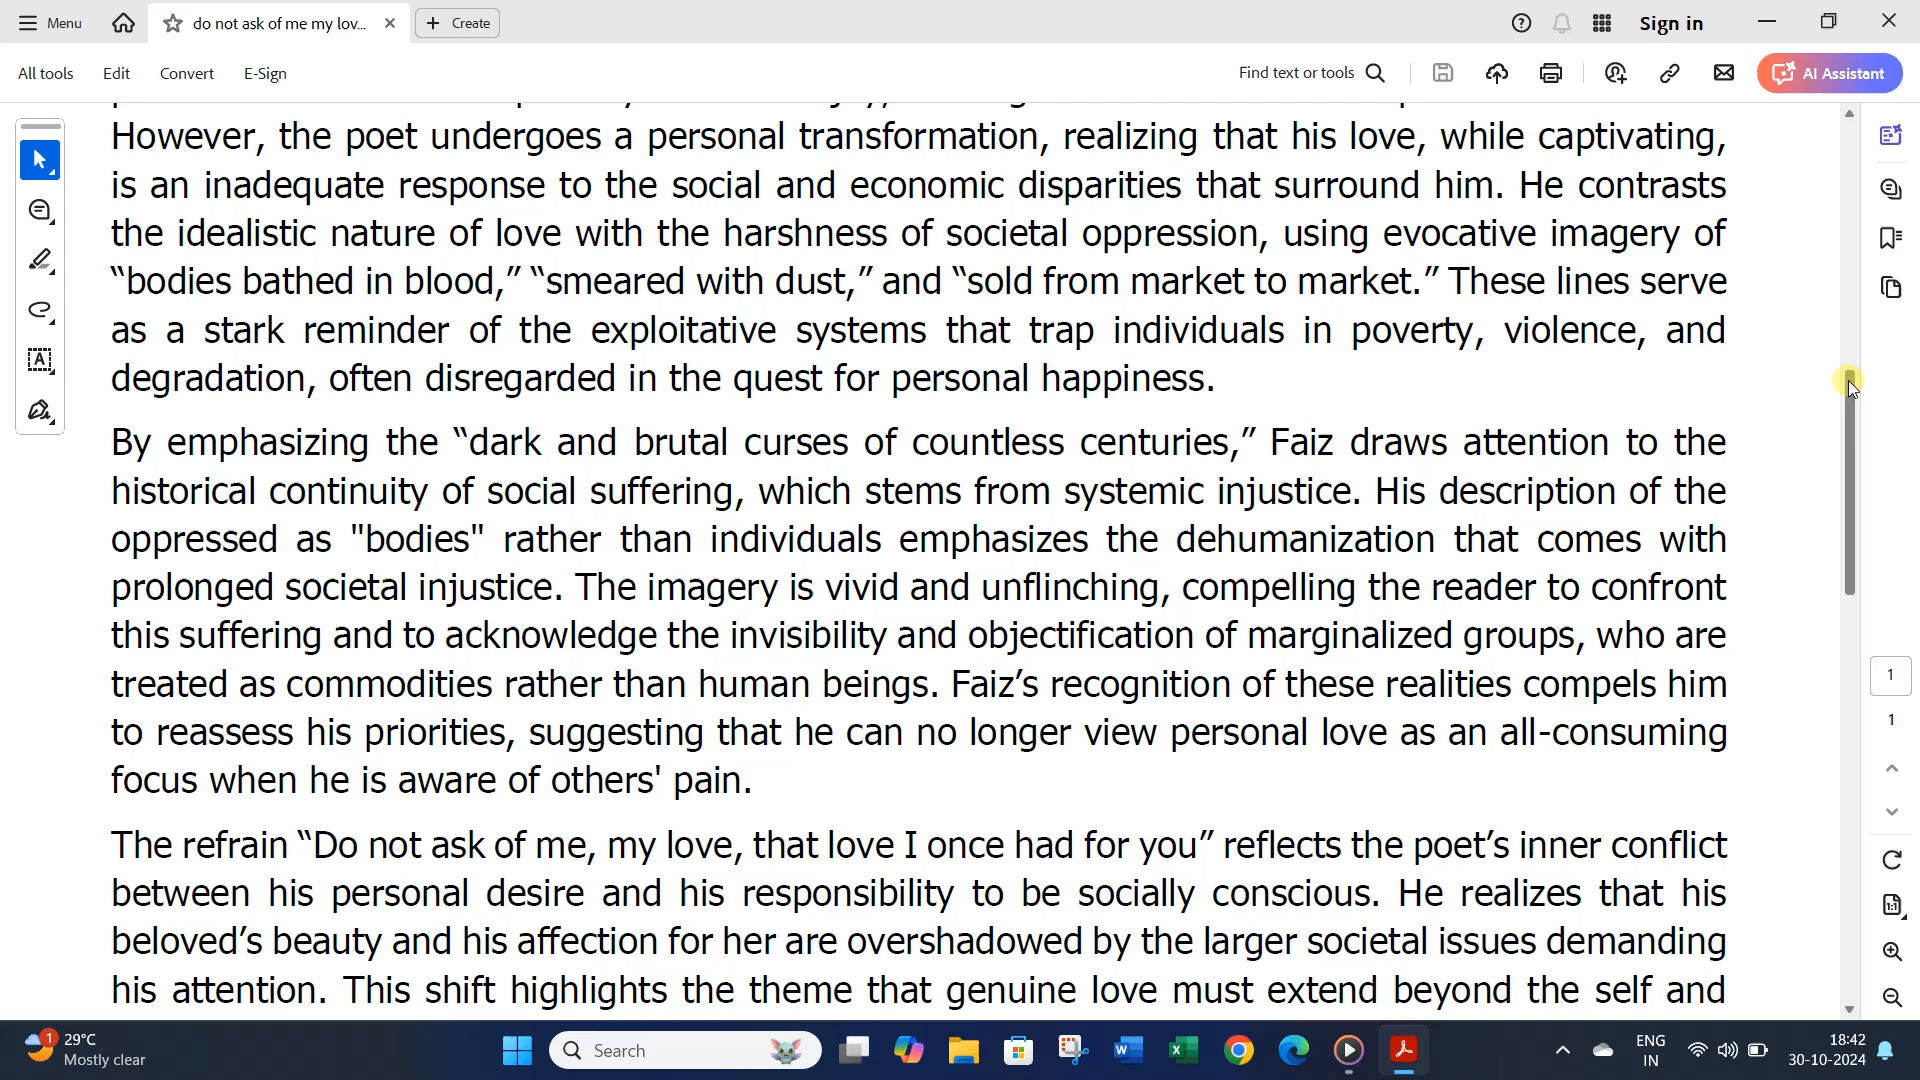 Menu
do not ask of me my lov...
Create
Sign in
All tools
Edit
Convert
E-Sign
Find text or tools
AI Assistant
However, the poet undergoes a personal transformation, realizing that his love, while captivating,
is an inadequate response to the social and economic disparities that surround him. He contrasts
the idealistic nature of love with the harshness of societal oppression, using evocative imagery of
“bodies bathed in blood,” “smeared with dust,” and “sold from market to market.” These lines serve
as a stark reminder of the exploitative systems that trap individuals in poverty, violence, and
degradation, often disregarded in the quest for personal happiness.
By emphasizing the “dark and brutal curses of countless centuries,” Faiz draws attention to the
historical continuity of social suffering, which stems from systemic injustice. His description of the
oppressed as "bodies" rather than individuals emphasizes the dehumanization that comes with
prolonged societal injustice. The imagery is vivid and unflinching, compelling the reader to confront
this suffering and to acknowledge the invisibility and objectification of marginalized groups, who are
treated as commodities rather than human beings. Faiz’s recognition of these realities compels him
to reassess his priorities, suggesting that he can no longer view personal love as an all-consuming
focus when he is aware of others' pain.
The refrain “Do not ask of me, my love, that love I once had for you” reflects the poet’s inner conflict
between his personal desire and his responsibility to be socially conscious. He realizes that his
beloved’s beauty and his affection for her are overshadowed by the larger societal issues demanding
his attention. This shift highlights the theme that genuine love must extend beyond the self and
1
1
1
29°C
Mostly clear
Search
ENG
IN
18:42
30-10-2024